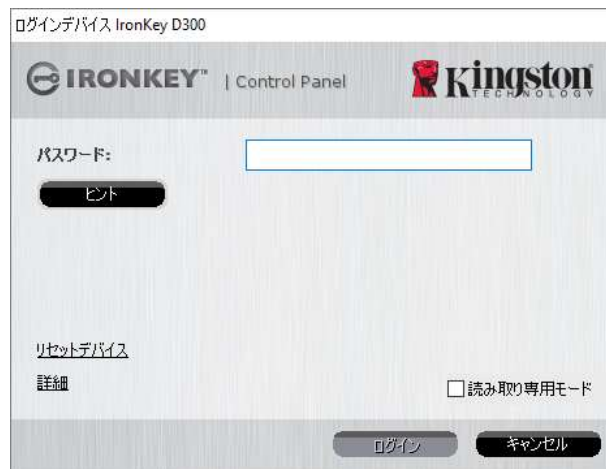 ログインデバイス IronKey D300
IRONKEY™ | Control Panel
Kingston
TECHNOLOGY
パスワード:
ヒント
リセットデバイス
詳細
読み取り専用モード
ログイン
キャンセル